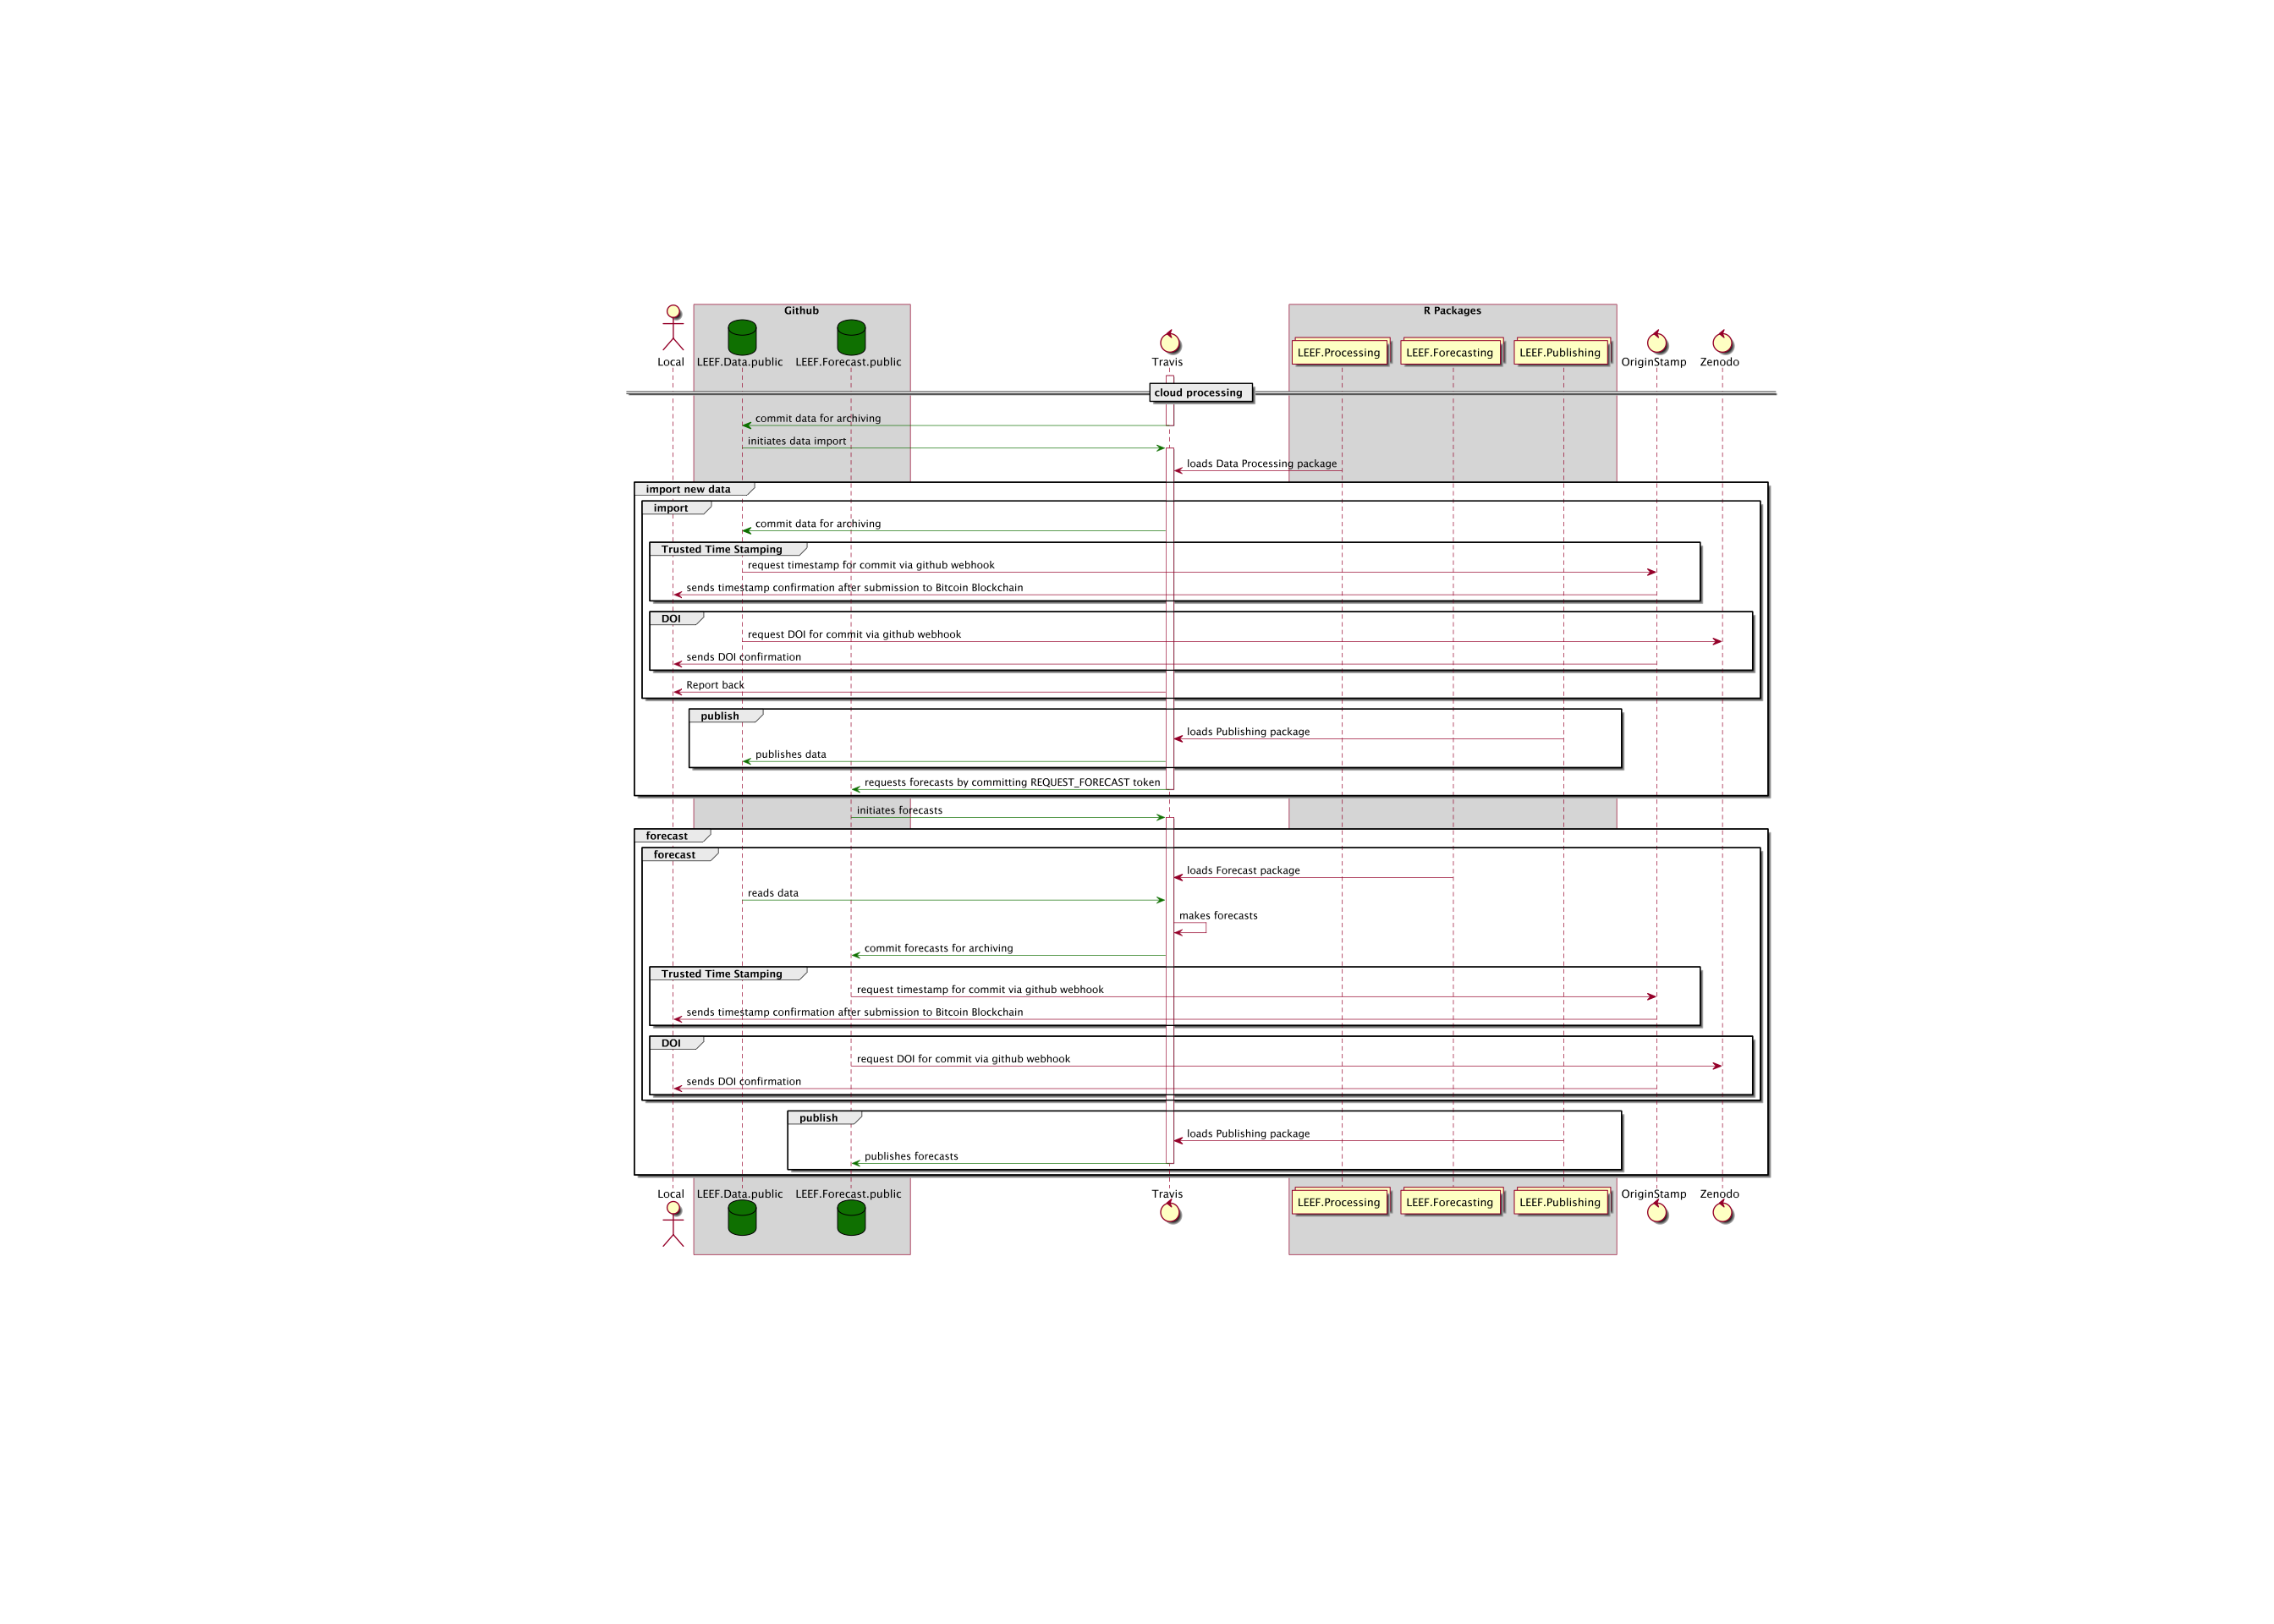 Github
R Packages
Local
LEEF.Data.public
LEEF.Forecast.public
Travis
LEEF.Processing
LEEF.Forecasting
LEEF.Publishing
OriginStamp
Zenodo
cloud processing
commit data for archiving
initiates data import
loads Data Processing package
import new data
import
commit data for archiving
Trusted Time Stamping
request timestamp for commit via github webhook
sends timestamp confirmation after submission to Bitcoin Blockchain
DOI
request DOI for commit via github webhook
sends DOI confirmation
Report back
publish
loads Publishing package
publishes data
requests forecasts by committing REQUEST_FORECAST token
initiates forecasts
forecast
forecast
loads Forecast package
reads data
makes forecasts
commit forecasts for archiving
Trusted Time Stamping
request timestamp for commit via github webhook
sends timestamp confirmation after submission to Bitcoin Blockchain
DOI
request DOI for commit via github webhook
sends DOI confirmation
publish
loads Publishing package
publishes forecasts
Local
LEEF.Data.public
LEEF.Forecast.public
Travis
LEEF.Processing
LEEF.Forecasting
LEEF.Publishing
OriginStamp
Zenodo